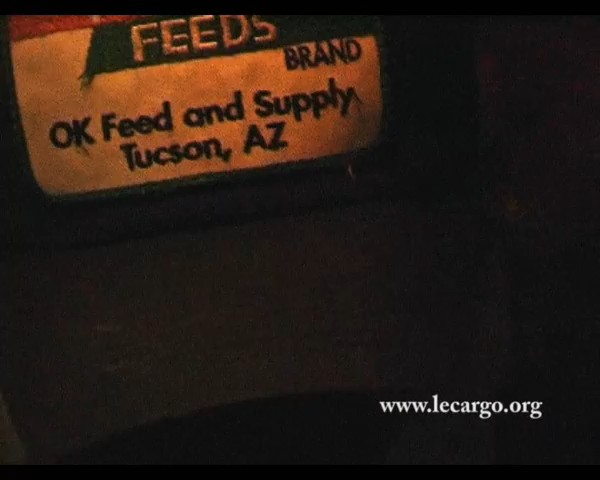 FEEDS
BRAND
OK Feed and Supply
Tucson, AZ
www.lecargo.org